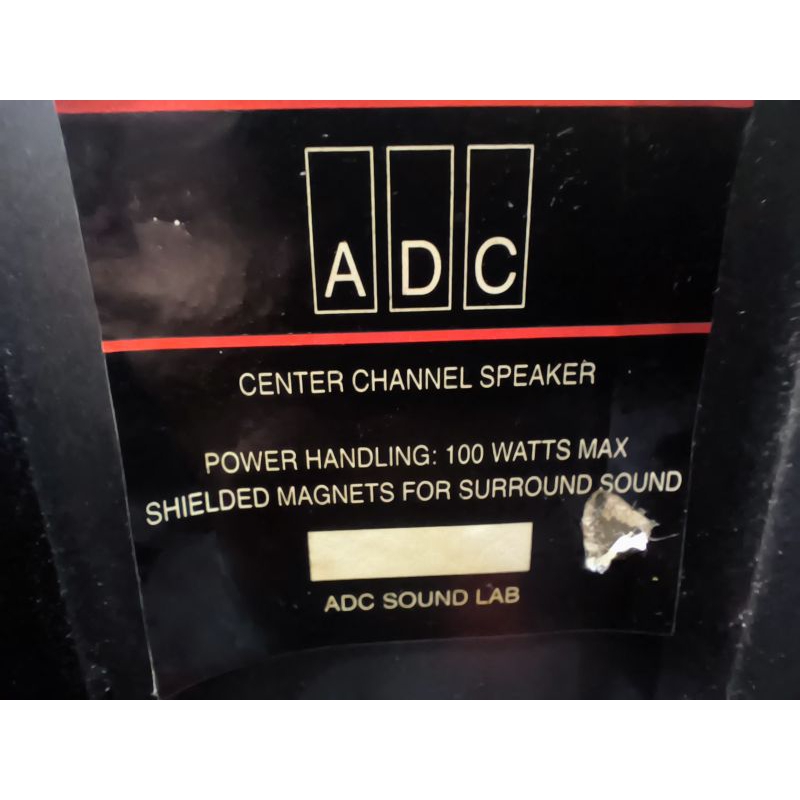 ADC
CENTER CHANNEL SPEAKER
POWER HANDLING: 100 WATTS MAX
SHIELDED MAGNETS FOR SURROUND SOUND
ADC SOUND LAB